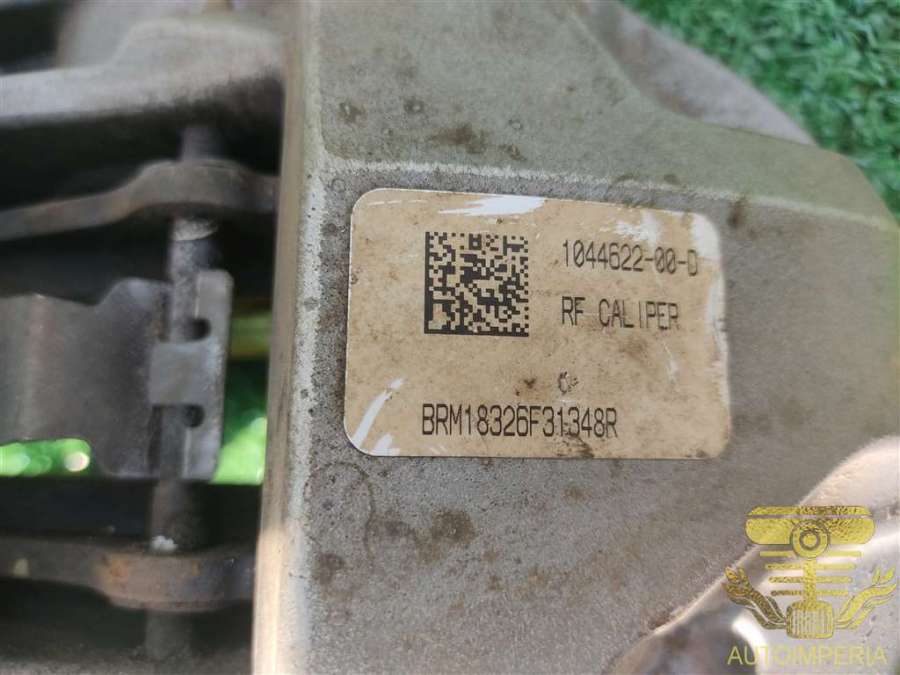 1044622-00-D
RF CALIPER
BRM18326F31348R
AUTOIMPERIA